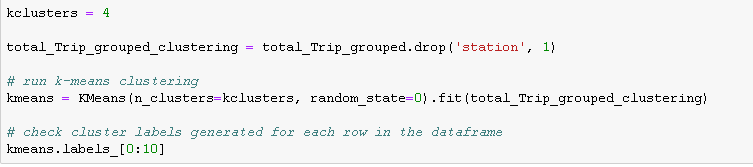 kclusters = 4
total_Trip_grouped_clustering = total_Trip_grouped.drop('station', 1)
# run k-means clustering
kmeans = KMeans(n_clusters=kclusters, random_state=0).fit(total_Trip_grouped_clustering)
# check cluster labels generated for each row in the dataframe
kmeans.labels_[0:10]